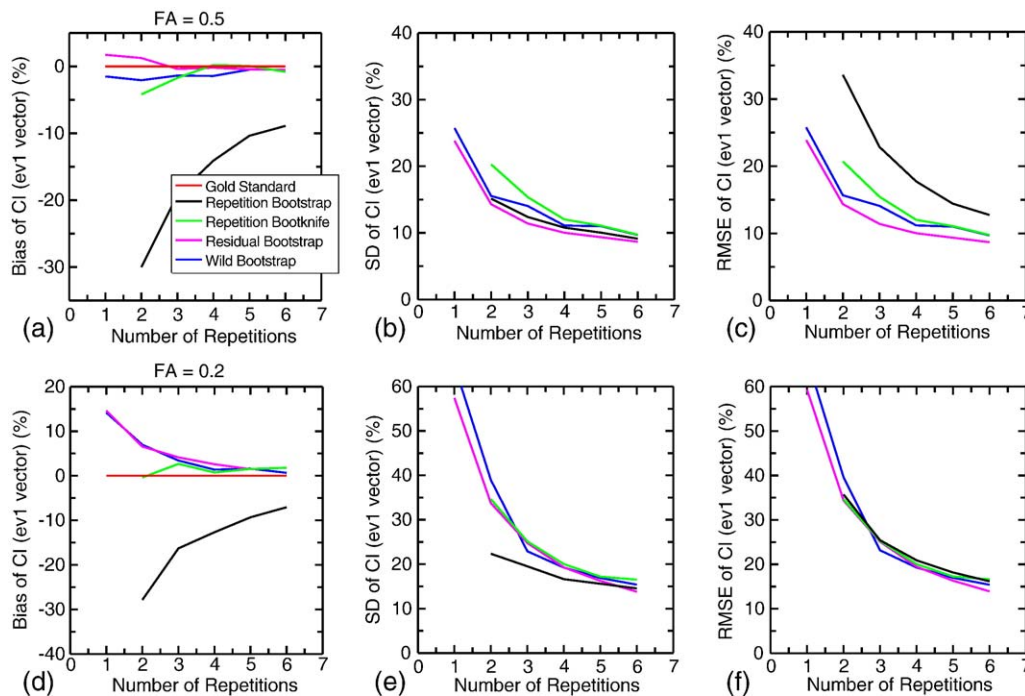 FA = 0.5
Bias of CI (ev1 vector) (%)
10
0
-10
-20
-30
Gold Standard
Repetition Bootstrap
Repetition Bootknife
Residual Bootstrap
Wild Bootstrap
0 1 2 3 4 5 6 7
Number of Repetitions
(a)
SD of CI (ev1 vector) (%)
40
30
20
10
0
0 1 2 3 4 5 6 7
Number of Repetitions
(b)
RMSE of CI (ev1 vector) (%)
40
30
20
10
0
0 1 2 3 4 5 6 7
Number of Repetitions
(c)
FA = 0.2
Bias of CI (ev1 vector) (%)
20
10
0
-10
-20
-30
-40
0 1 2 3 4 5 6 7
Number of Repetitions
(d)
SD of CI (ev1 vector) (%)
60
50
40
30
20
10
0
0 1 2 3 4 5 6 7
Number of Repetitions
(e)
RMSE of CI (ev1 vector) (%)
60
50
40
30
20
10
0
0 1 2 3 4 5 6 7
Number of Repetitions
(f)